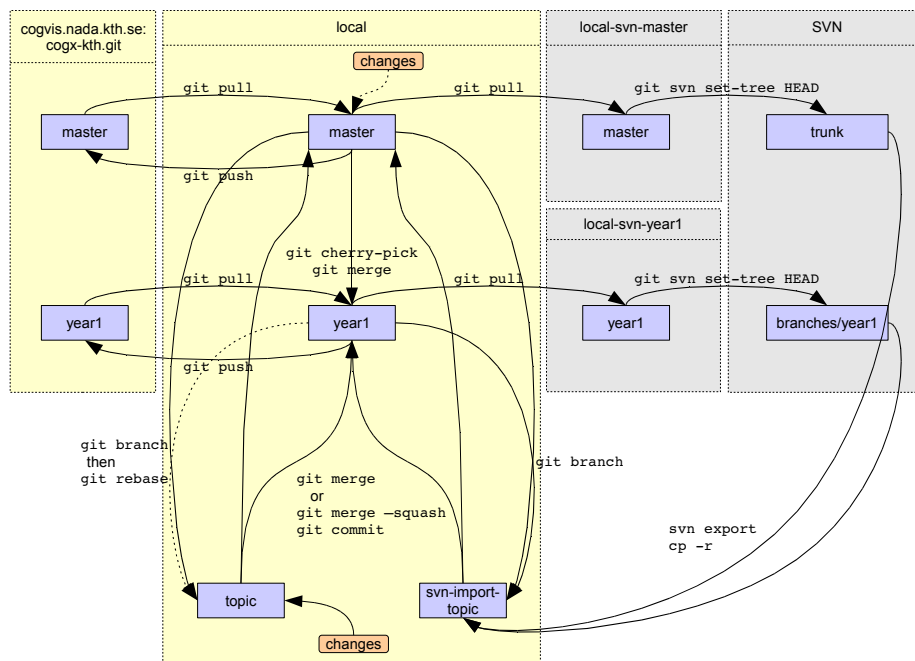 cogvis.nada.kth.se:
cogx-kth.git
local
local-svn-master
SVN
changes
git pull
git pull
git svn set-tree HEAD
master
master
master
trunk
git push
local-svn-year1
git cherry-pick
git merge
git pull
git pull
git svn set-tree HEAD
year1
year1
year1
branches/year1
git push
git branch
then
git rebase
git branch
git merge
or
git merge —squash
git commit
svn export
cp -r
topic
svn-import-
topic
changes